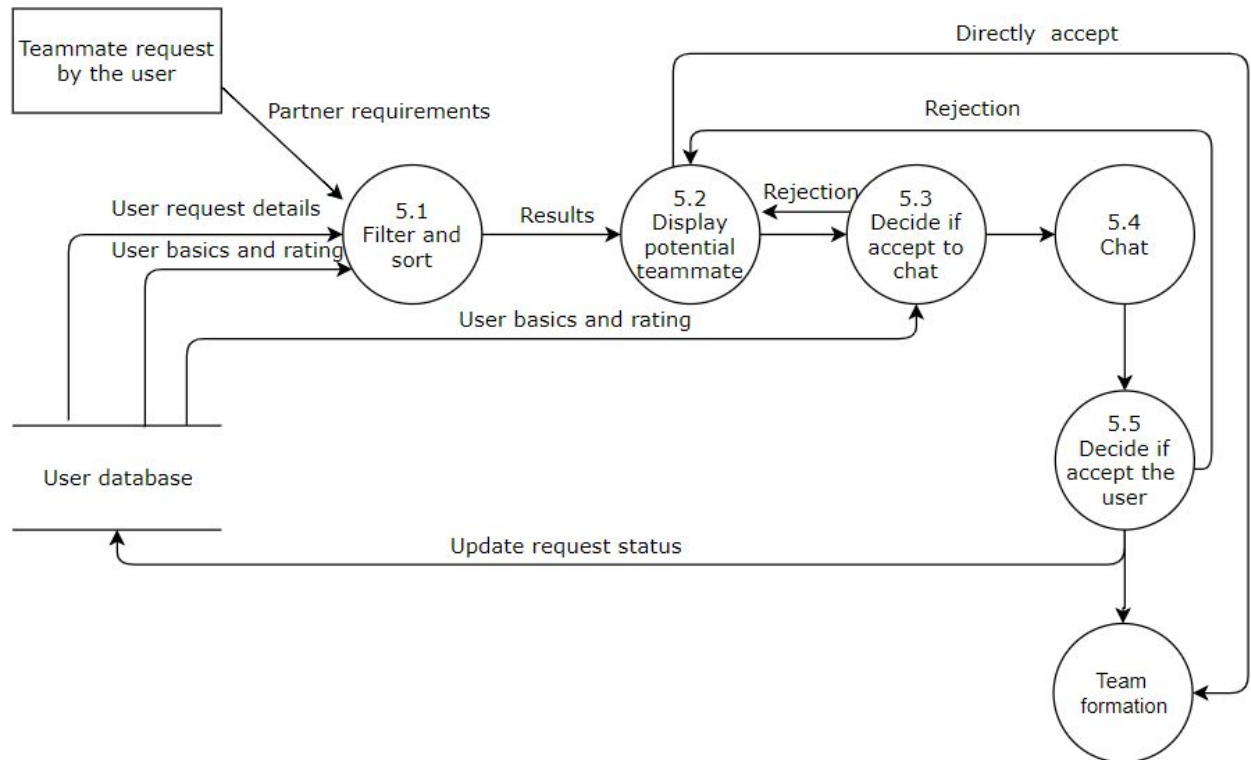 Teammate request
by the user
Directly accept
Partner requirements
Rejection
User request details
User basics and rating
5.1
Filter and
sort
Results
5.2
Display
potential
teammate
Rejection
5.3
Decide if
accept to
chat
5.4
Chat
User basics and rating
User database
5.5
Decide if
accept the
user
Update request status
Team
formation